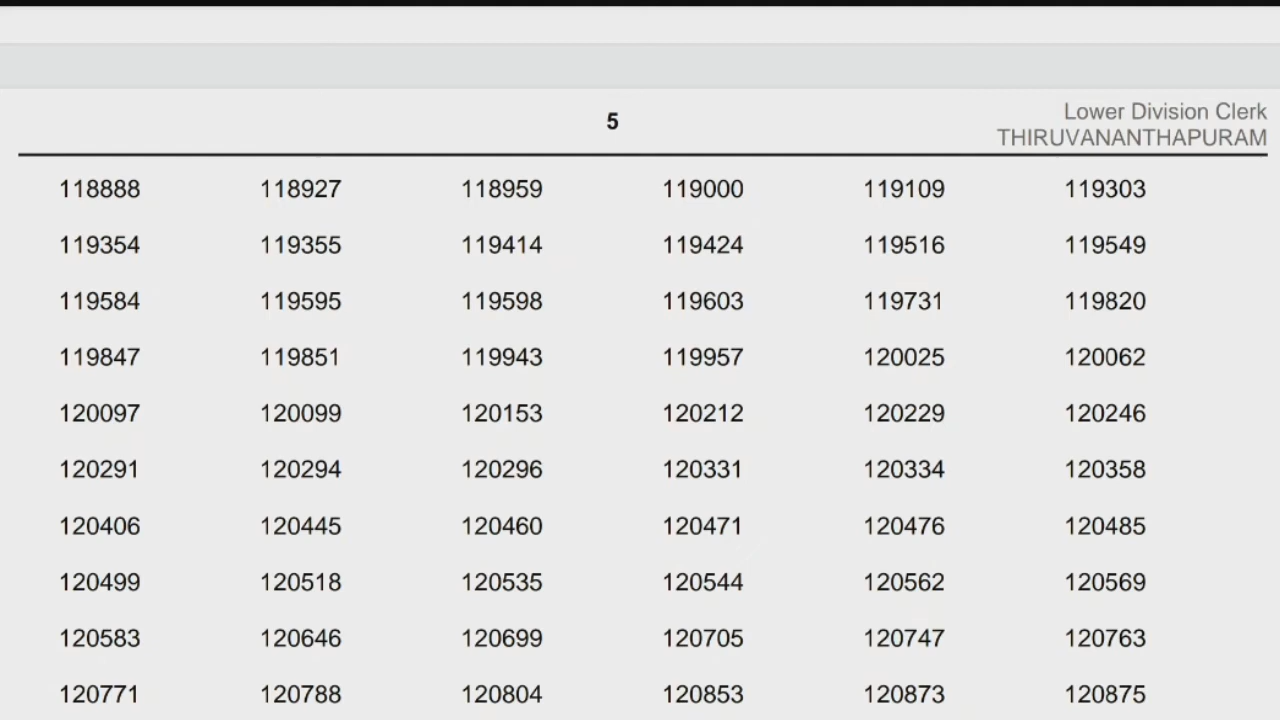 5
Lower Division Clerk
THIRUVANANTHAPURAM
118888 118927 118959 119000 119109 119303
119354 119355 119414 119424 119516 119549
119584 119595 119598 119603 119731 119820
119847 119851 119943 119957 120025 120062
120097 120099 120153 120212 120229 120246
120291 120294 120296 120331 120334 120358
120406 120445 120460 120471 120476 120485
120499 120518 120535 120544 120562 120569
120583 120646 120699 120705 120747 120763
120771 120788 120804 120853 120873 120875